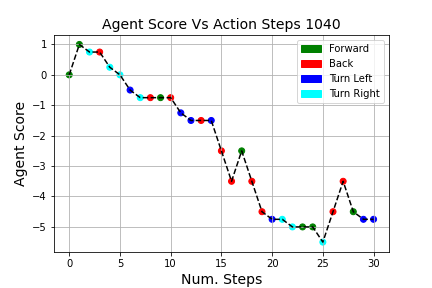 Agent Score Vs Action Steps 1040
Agent Score
1
0
−1
−2
−3
−4
−5
Forward
Back
Turn Left
Turn Right
0 5 10 15 20 25 30
Num. Steps